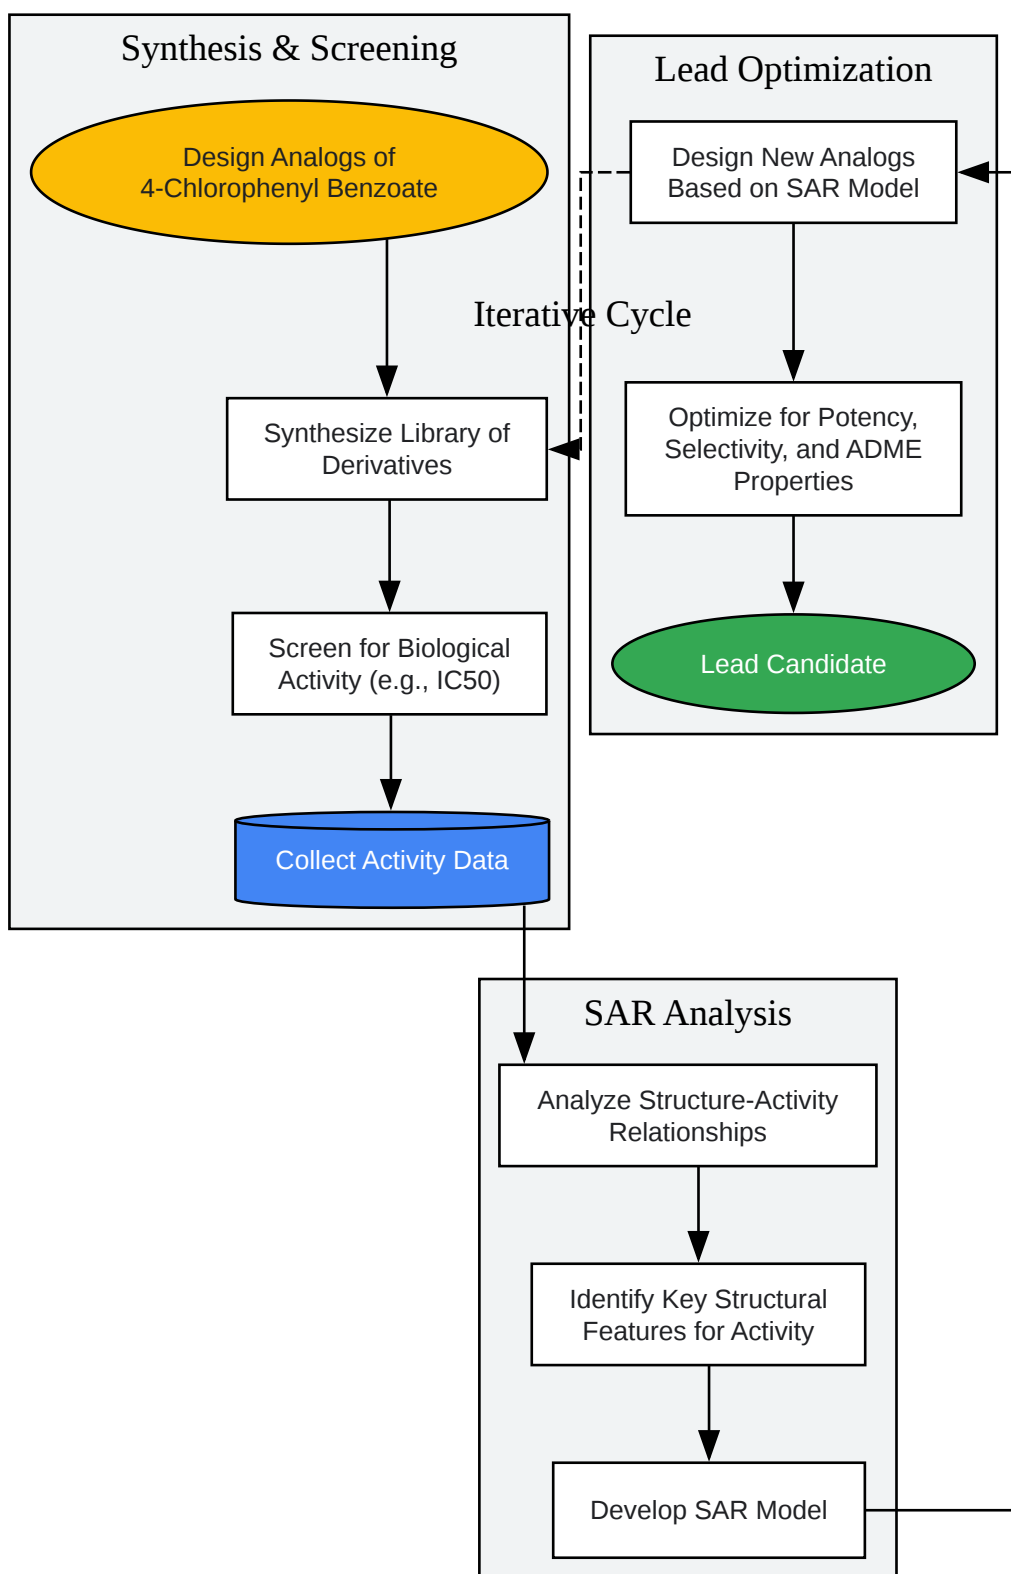 Synthesis & Screening
Design Analogs of
4-Chlorophenyl Benzoate
Synthesize Library of
Derivatives
Screen for Biological
Activity (e.g., IC50)
Collect Activity Data
Iterative Cycle
Lead Optimization
Design New Analogs
Based on SAR Model
Optimize for Potency,
Selectivity, and ADME
Properties
Lead Candidate
SAR Analysis
Analyze Structure-Activity
Relationships
Identify Key Structural
Features for Activity
Develop SAR Model